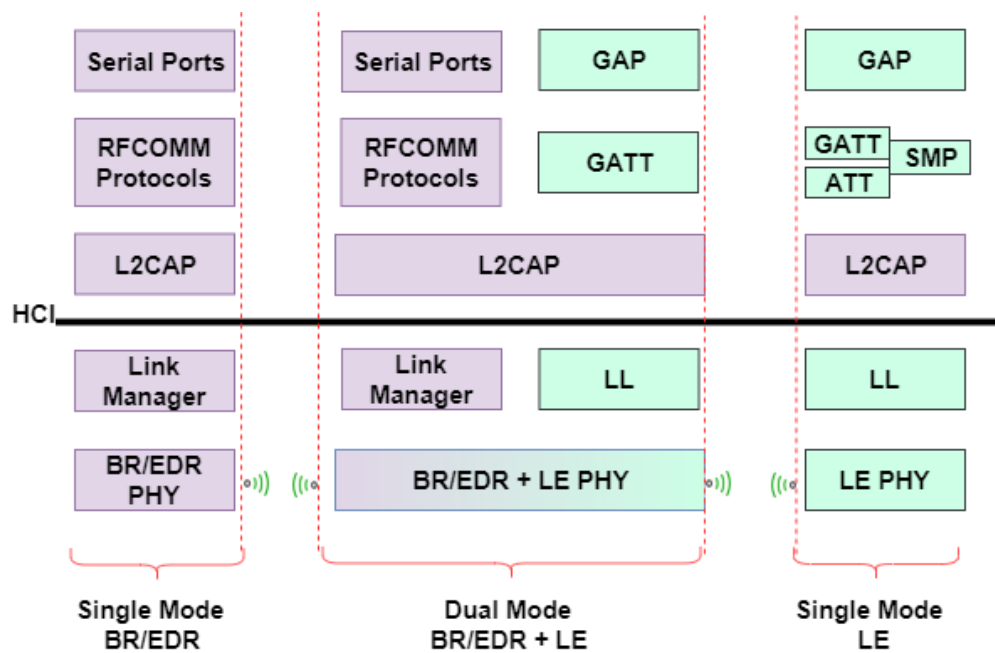 Serial Ports
Serial Ports
GAP
GAP
RFCOMM
Protocols
RFCOMM
Protocols
GATT
GATT
SMP
ATT
L2CAP
L2CAP
L2CAP
HCI
Link
Manager
Link
Manager
LL
LL
BR/EDR
PHY
BR/EDR + LE PHY
LE PHY
Single Mode
BR/EDR
Dual Mode
BR/EDR + LE
Single Mode
LE